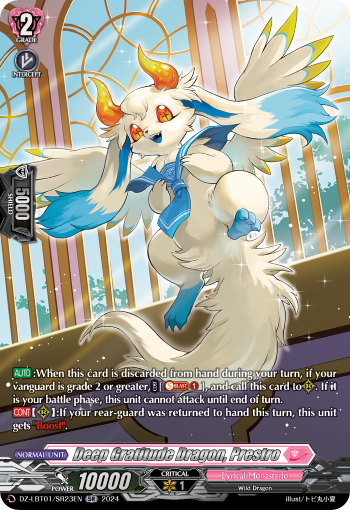 2
GRADE
INTERCEPT
5000
SHIELD
AUTO:When this card is discarded from hand during your turn, if your
vanguard is grade 2 or greater, COST [SOUL BLAST 1], and call this card to RC. If it
is your battle phase, this unit cannot attack until end of turn.
CONT【RC】:If your rear-guard was returned to hand this turn, this unit
gets "Boost".
〈NORMAL UNIT〉 Deep Gratitude Dragon, Prestro
POWER 10000 CRITICAL 1 Lyrical Monasterio
Wild Dragon
DZ-LBT01/SR23EN SR 2024 illust/トビ丸小夏